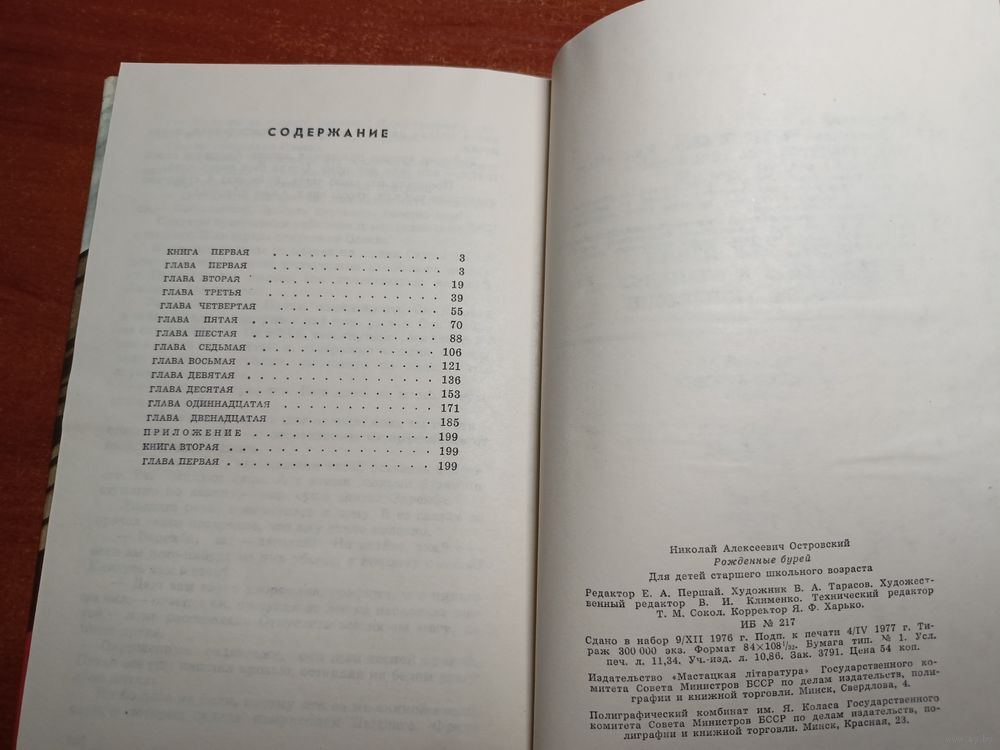 СОДЕРЖАНИЕ
КНИГА ПЕРВАЯ . . . . . . . . . . . . . . 3
ГЛАВА ПЕРВАЯ . . . . . . . . . . . . . . 3
ГЛАВА ВТОРАЯ . . . . . . . . . . . . . . 19
ГЛАВА ТРЕТЬЯ . . . . . . . . . . . . . . 39
ГЛАВА ЧЕТВЕРТАЯ . . . . . . . . . . . . . 55
ГЛАВА ПЯТАЯ . . . . . . . . . . . . . . 70
ГЛАВА ШЕСТАЯ . . . . . . . . . . . . . . 88
ГЛАВА СЕДЬМАЯ . . . . . . . . . . . . . 106
ГЛАВА ВОСЬМАЯ . . . . . . . . . . . . . 121
ГЛАВА ДЕВЯТАЯ . . . . . . . . . . . . . 136
ГЛАВА ДЕСЯТАЯ . . . . . . . . . . . . . 153
ГЛАВА ОДИННАДЦАТАЯ . . . . . . . . . . . 171
ГЛАВА ДВЕНАДЦАТАЯ . . . . . . . . . . . 185
ПРИЛОЖЕНИЕ . . . . . . . . . . . . . . 199
КНИГА ВТОРАЯ . . . . . . . . . . . . . . 199
ГЛАВА ПЕРВАЯ . . . . . . . . . . . . . . 199
Николай Алексеевич Островский
Рожденные бурей
Для детей старшего школьного возраста
Редактор Е. А. Першай. Художник В. А. Тарасов. Художест-
венный редактор В. И. Клименко. Технический редактор
Т. М. Сокол. Корректор Я. Ф. Харько.
ИБ № 217
Сдано в набор 9/XII 1976 г. Подп. к печати 4/IV 1977 г. Ти-
раж 300 000 экз. Формат 84×108 1/32. Бумага тип. № 1. Усл.
печ. л. 11,34. Уч.-изд. л. 10,86. Зак. 3791. Цена 54 коп.
Издательство «Мастацкая літаратура» Государственного ко-
митета Совета Министров БССР по делам издательств, поли-
графии и книжной торговли. Минск, Свердлова, 4.
Полиграфический комбинат им. Я. Коласа Государственного
комитета Совета Министров БССР по делам издательств, по-
лиграфии и книжной торговли. Минск, Красная, 23.